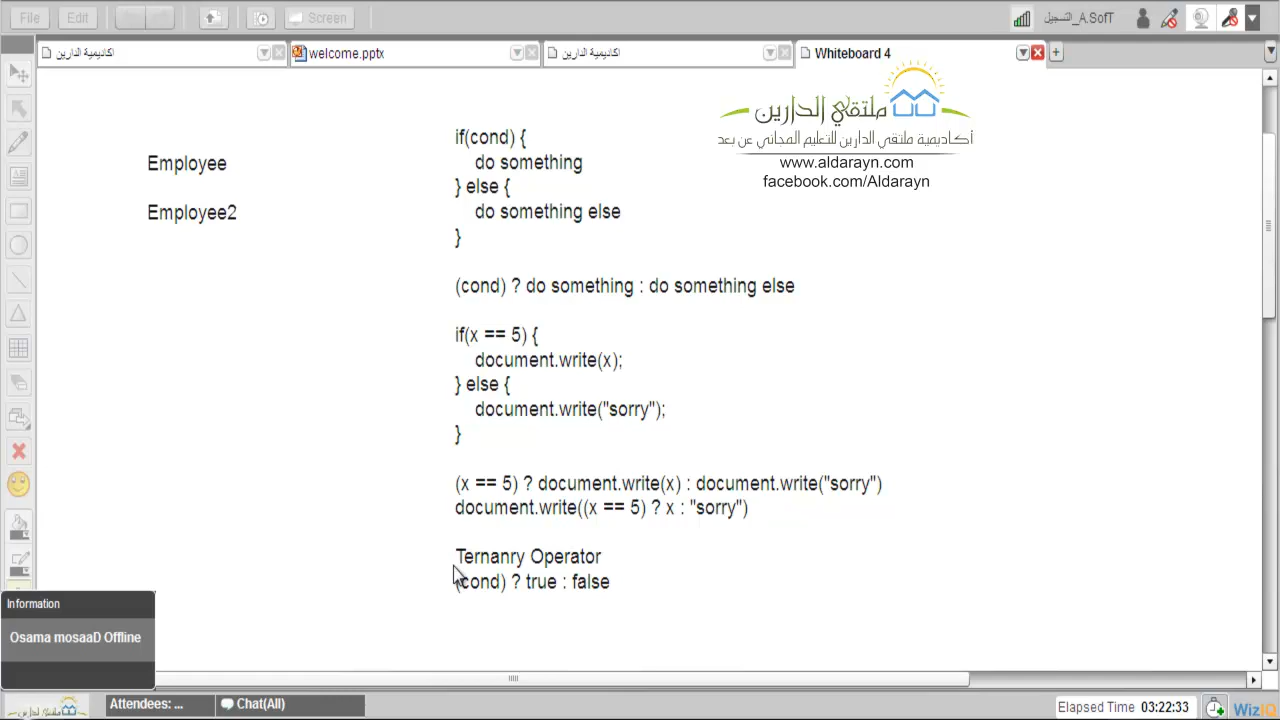 File
Edit
Screen
التسجيل_A.SofT
اكاديمية الدارين
welcome.pptx
اكاديمية الدارين
Whiteboard 4
ملتقي الدارين
أكاديمية ملتقي الدارين للتعليم المجاني عن بعد
www.aldarayn.com
facebook.com/Aldarayn
Employee
Employee2
if(cond) {
do something
} else {
do something else
}
(cond) ? do something : do something else
if(x == 5) {
document.write(x);
} else {
document.write("sorry");
}
(x == 5) ? document.write(x) : document.write("sorry")
document.write((x == 5) ? x : "sorry")
Ternanry Operator
(cond) ? true : false
Information
Osama mosaaD Offline
Attendees: ...
Chat(All)
Elapsed Time 03:22:33
WizIQ